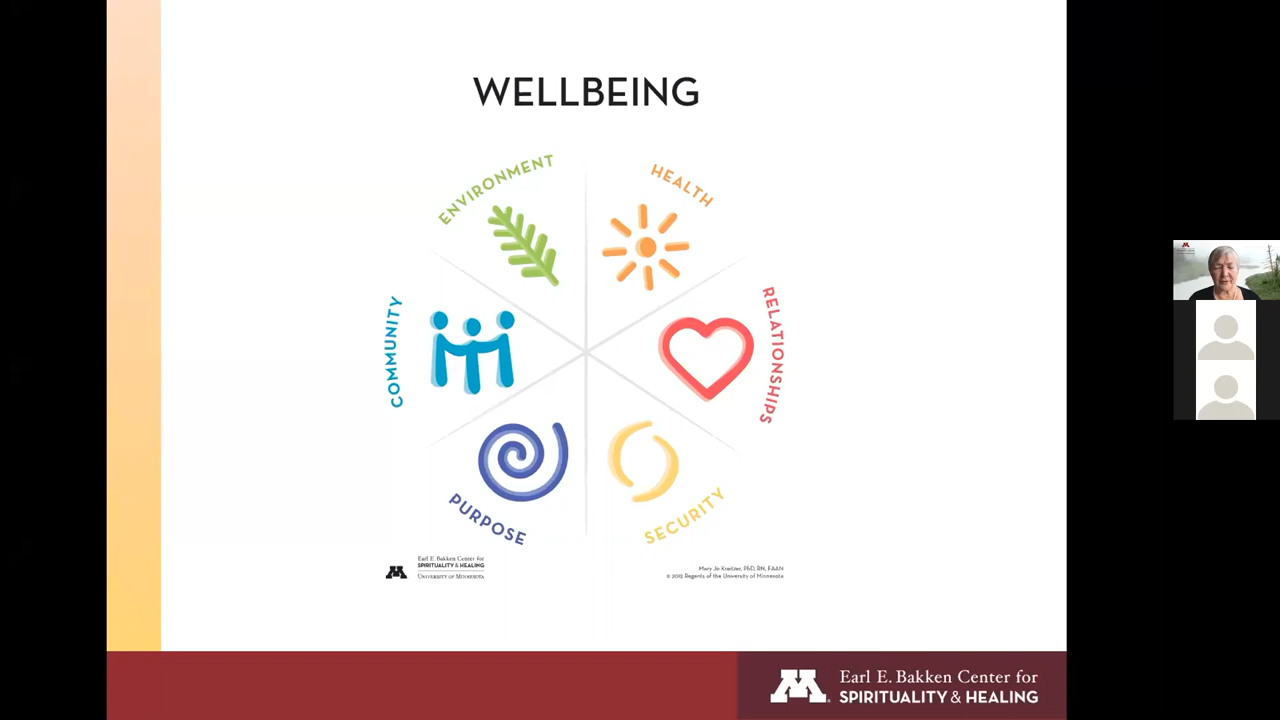 WELLBEING
ENVIRONMENT
HEALTH
COMMUNITY
RELATIONSHIPS
PURPOSE
SECURITY
Earl E. Bakken Center for
SPIRITUALITY & HEALING
UNIVERSITY OF MINNESOTA
Mary Jo Kreitzer, PhD, RN, FAAN
© 2012 Regents of the University of Minnesota
M
Earl E. Bakken Center for
SPIRITUALITY & HEALING